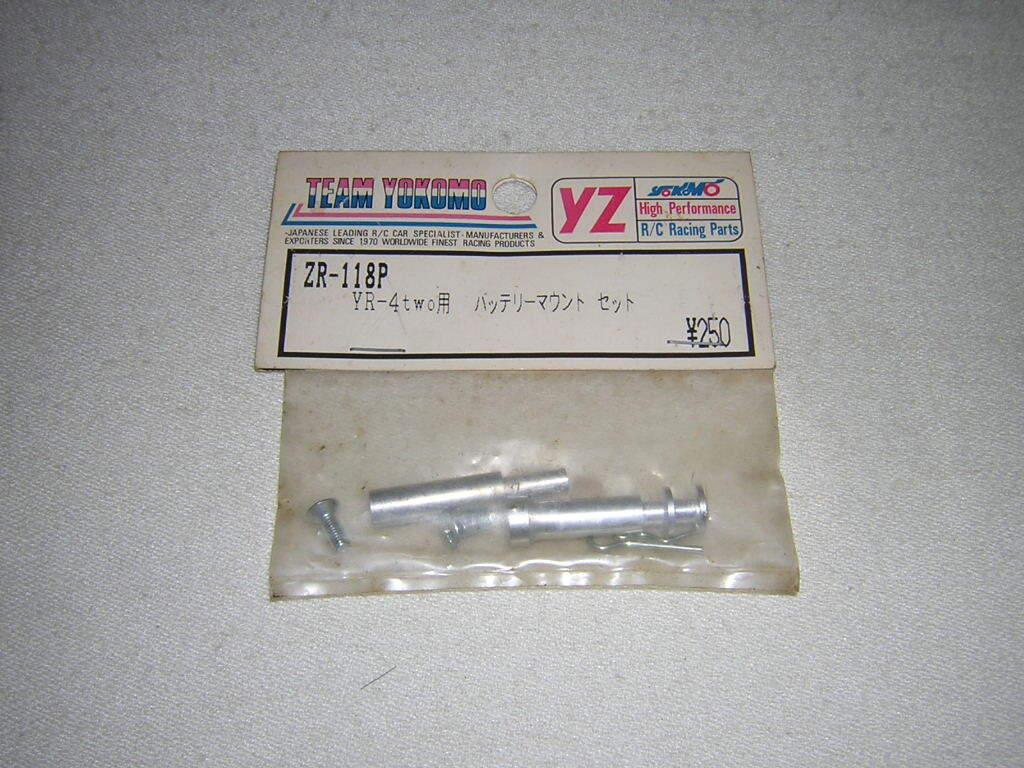 TEAM YOKOMO
-JAPANESE LEADING R/C CAR SPECIALIST-MANUFACTURERS &
EXPORTERS SINCE 1970 WORLDWIDE FINEST RACING PRODUCTS
YZ
YOKOMO
High Performance
R/C Racing Parts
ZR-118P
YR-4two用 バッテリーマウント セット
¥250